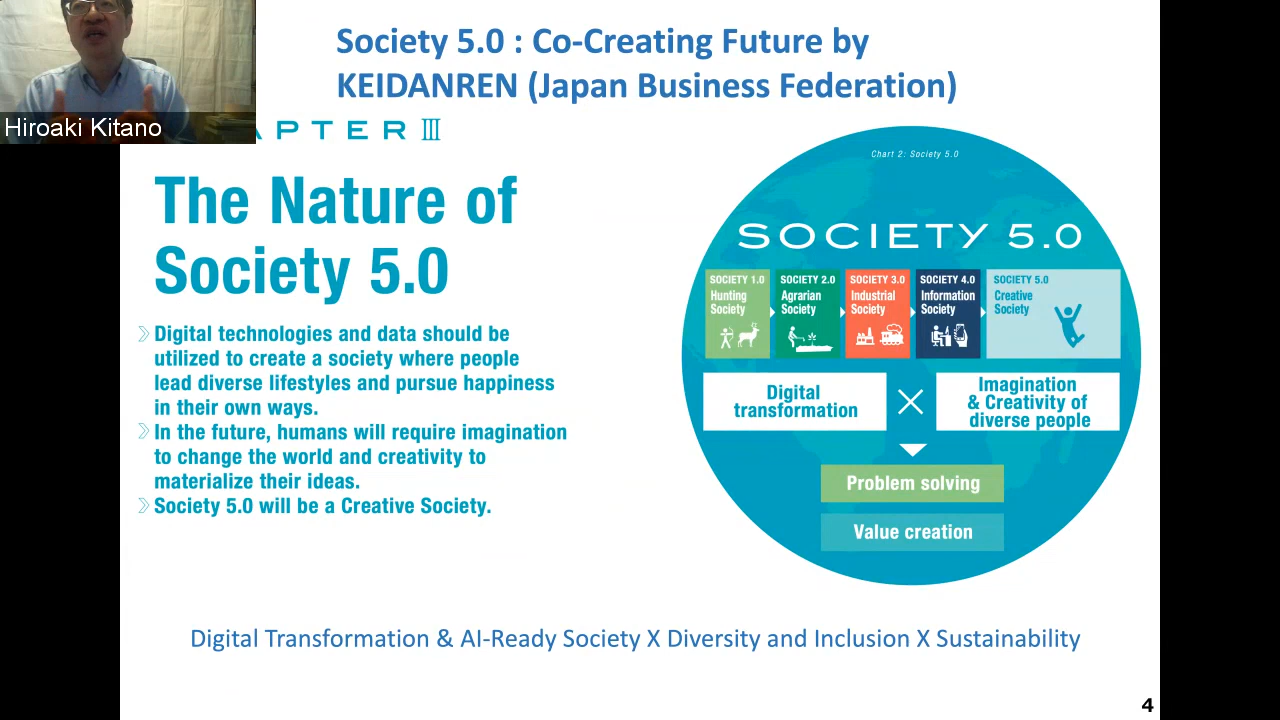 Society 5.0 : Co-Creating Future by
KEIDANREN (Japan Business Federation)
Hiroaki Kitano
APTER III
The Nature of
Society 5.0
Digital technologies and data should be
utilized to create a society where people
lead diverse lifestyles and pursue happiness
in their own ways.
In the future, humans will require imagination
to change the world and creativity to
materialize their ideas.
Society 5.0 will be a Creative Society.
Chart 2: Society 5.0
SOCIETY 5.0
SOCIETY 1.0
Hunting
Society
SOCIETY 2.0
Agrarian
Society
SOCIETY 3.0
Industrial
Society
SOCIETY 4.0
Information
Society
SOCIETY 5.0
Creative
Society
Digital
transformation
Imagination
& Creativity of
diverse people
Problem solving
Value creation
Digital Transformation & AI-Ready Society X Diversity and Inclusion X Sustainability
4